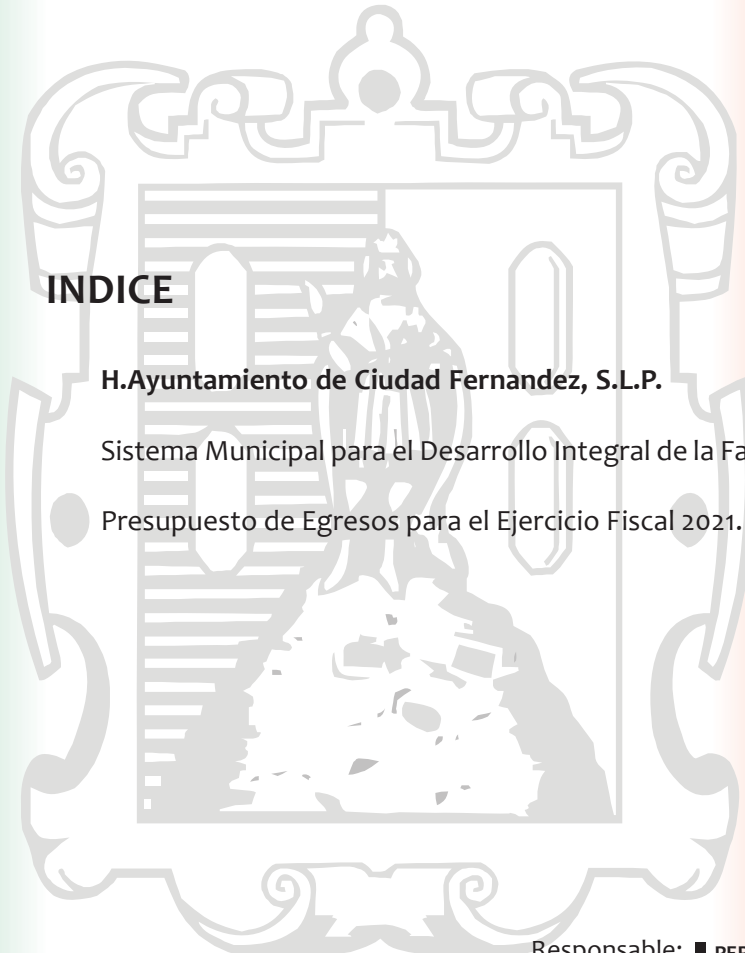 INDICE
H.Ayuntamiento de Ciudad Fernandez, S.L.P.
Sistema Municipal para el Desarrollo Integral de la
Presupuesto de Egresos para el Ejercicio Fiscal 2021.
Responsable: